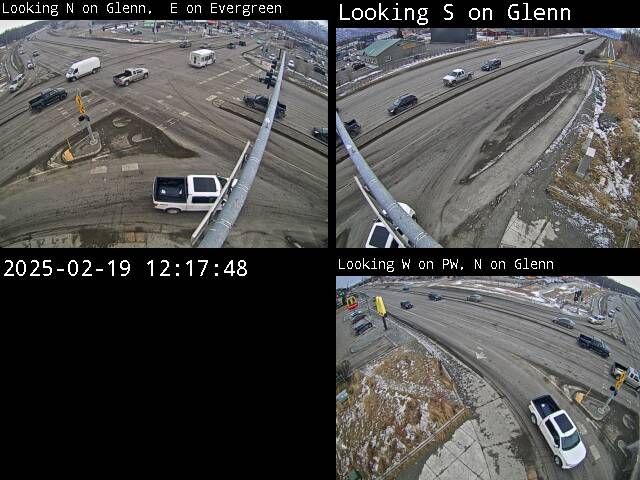 Looking N on Glenn,  E on Evergreen
Looking S on Glenn
2025-02-19 12:17:48
Looking W on PW, N on Glenn